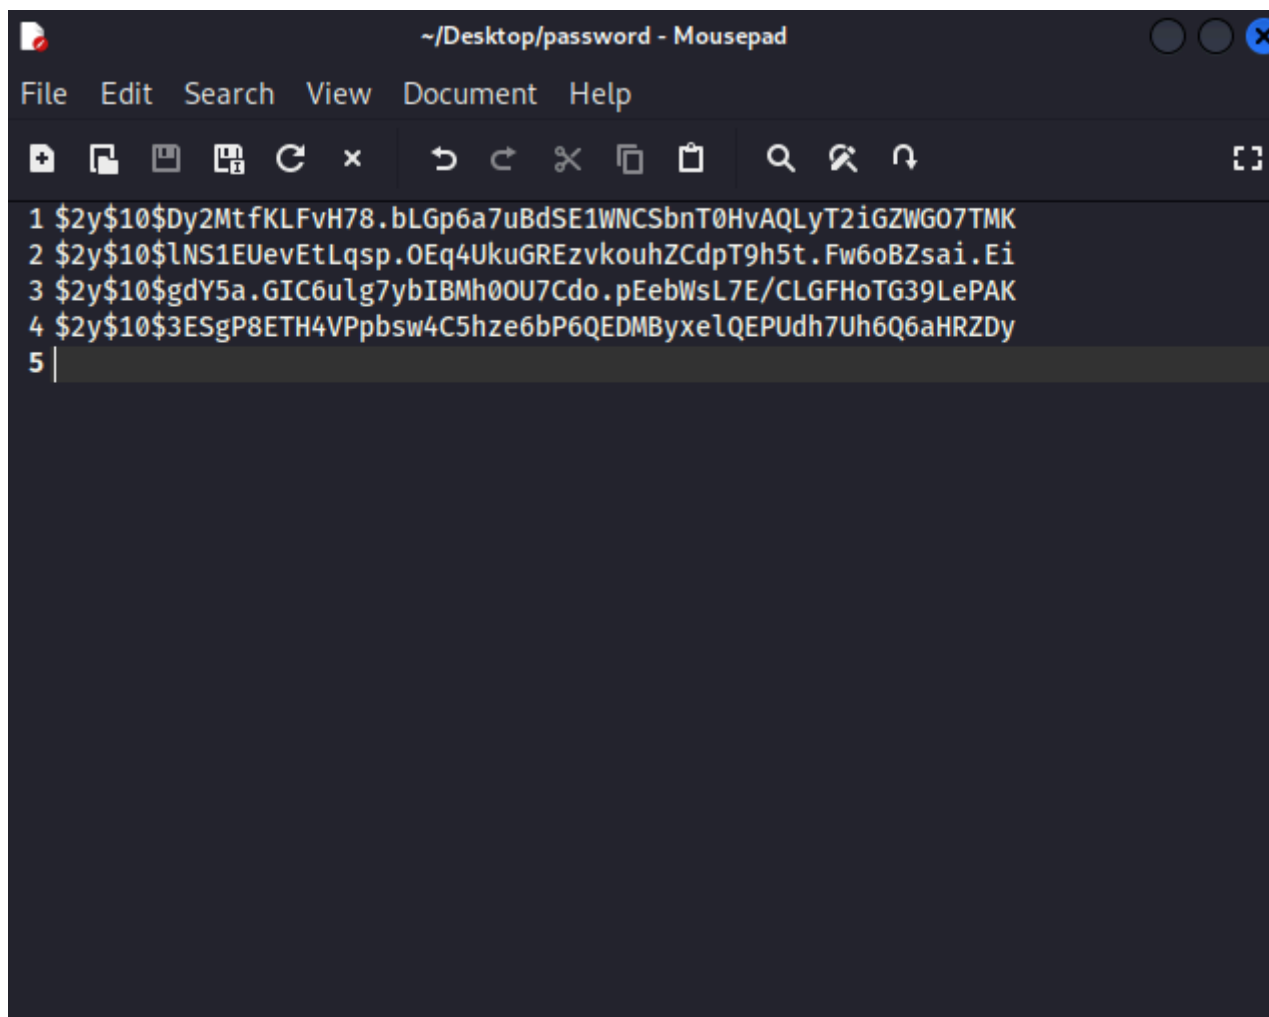 ~/Desktop/password - Mousepad
File Edit Search View Document Help
1 $2y$10$Dy2MtfKLFvH78.bLGp6a7uBdSE1WNCSbnT0HvAQLyT2iGZWGO7TMK
2 $2y$10$lNS1EUevEtLqsp.OEq4UkuGREzvkouhZCdpT9h5t.Fw6oBZsai.Ei
3 $2y$10$gdY5a.GIC6ulg7ybIBMh0OU7Cdo.pEebWsL7E/CLGFHoTG39LePAK
4 $2y$10$3ESgP8ETH4VPpbsw4C5hze6bP6QEDMByxelQEPUdh7Uh6Q6aHRZDy
5